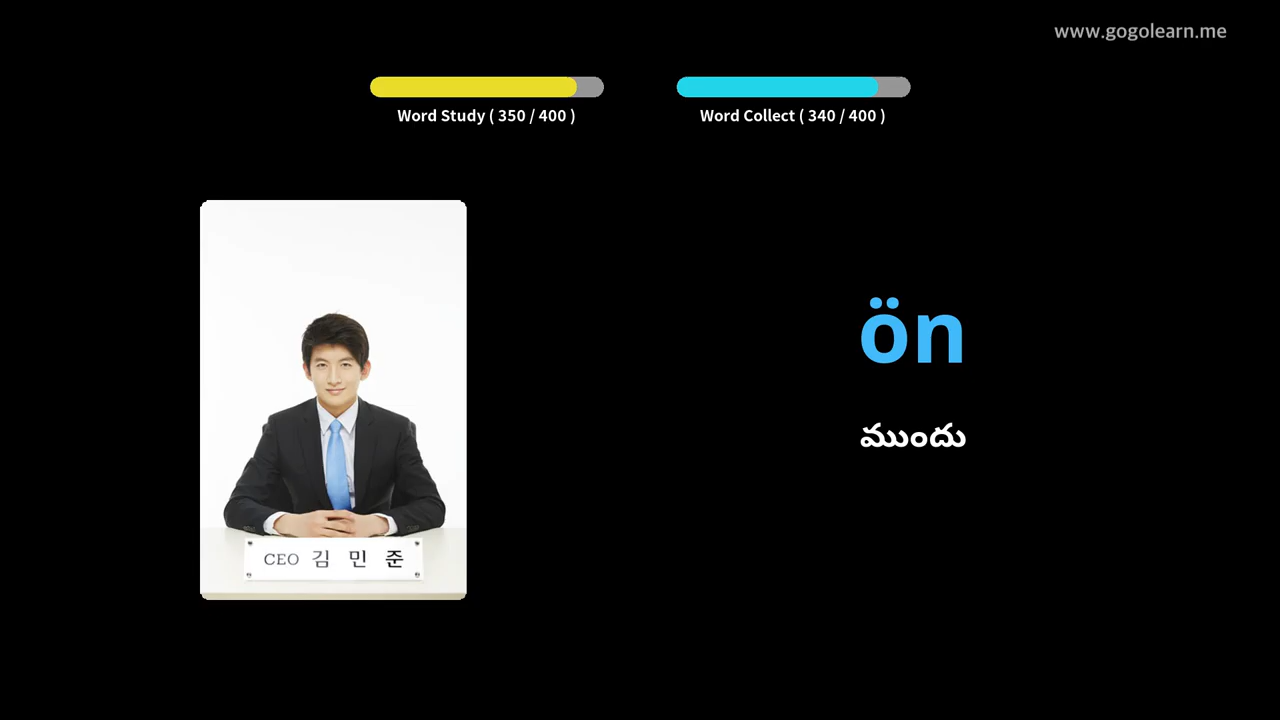 www.gogolearn.me
Word Study ( 350 / 400 )
Word Collect ( 340 / 400 )
ön
ముందు
CEO 김 민 준